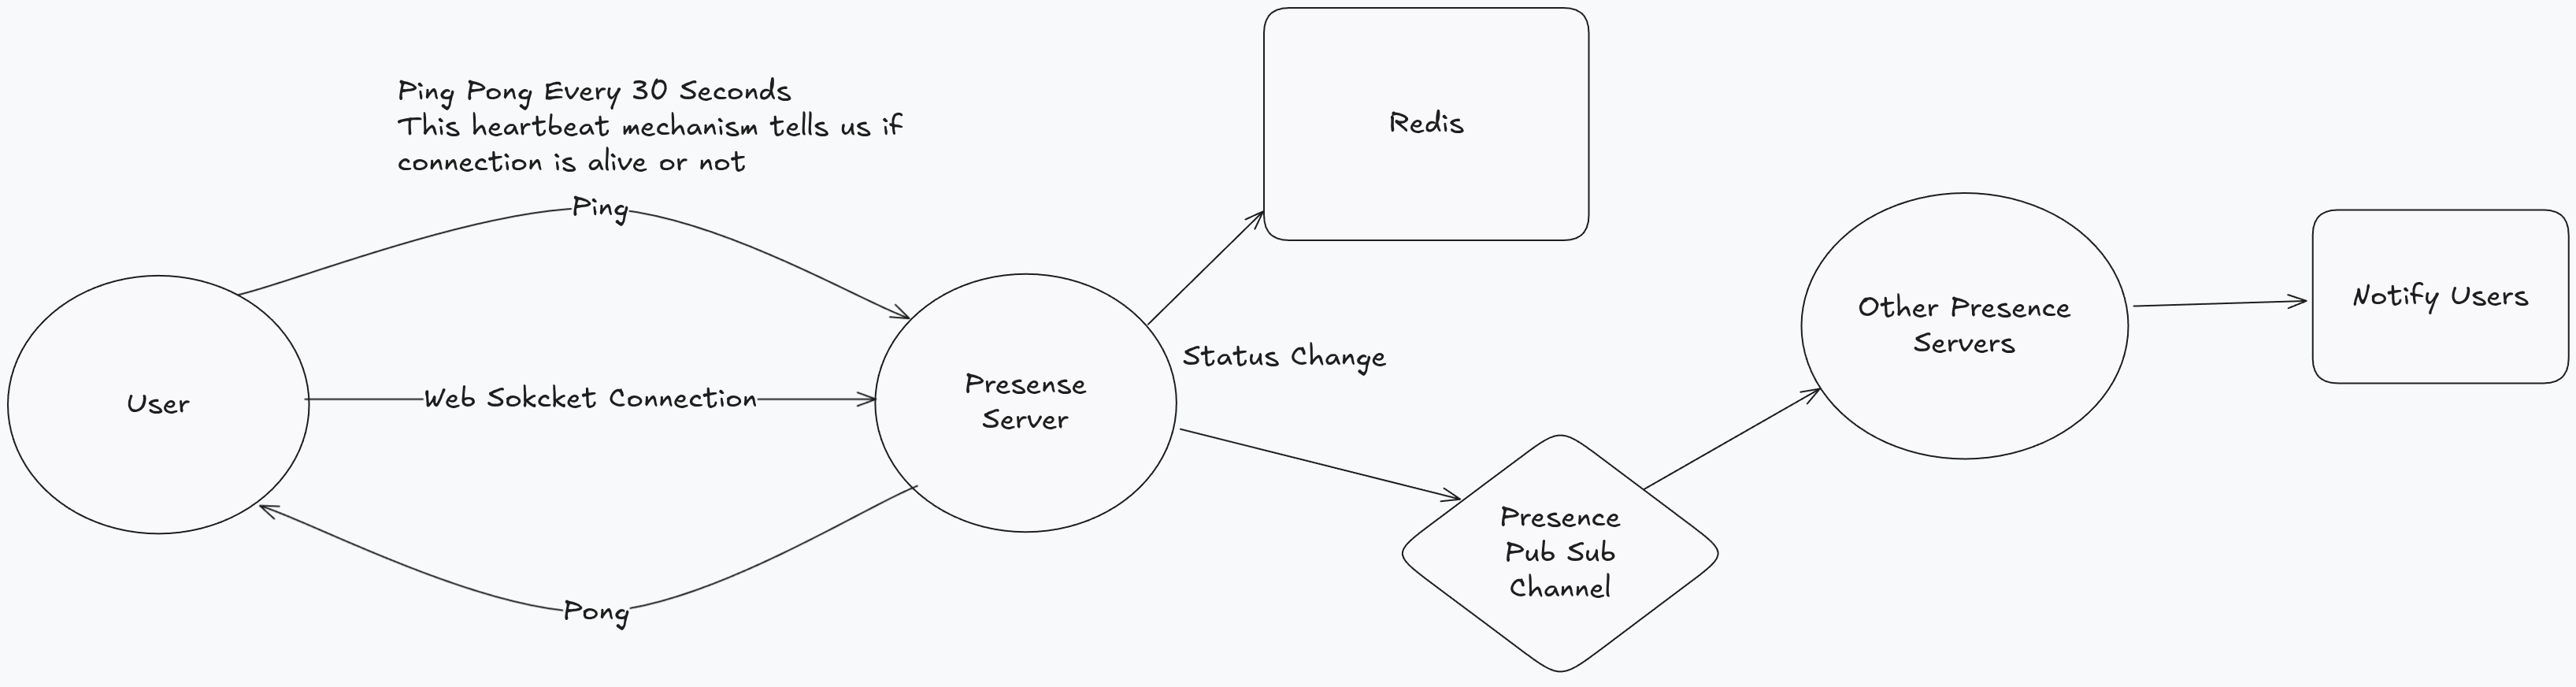 Ping Pong Every 30 Seconds
This heartbeat mechanism tells us if
connection is alive or not
Ping
User
Web Sokcket Connection
Pong
Presense
Server
Redis
Status Change
Presence
Pub Sub
Channel
Other Presence
Servers
Notify Users